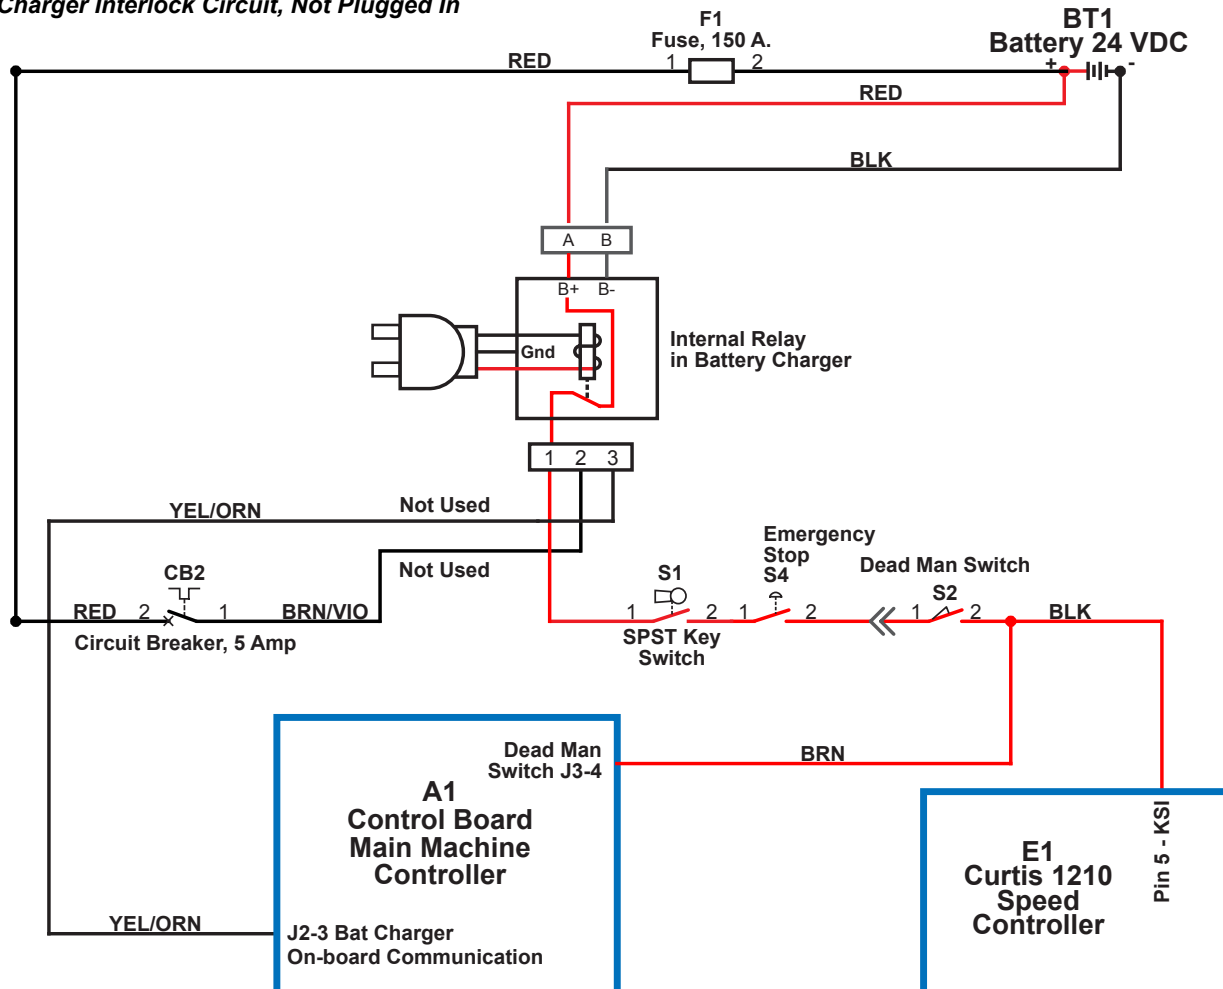 Charger Interlock Circuit, Not Plugged In
F1
Fuse, 150 A.
BT1
Battery 24 VDC
RED
1
2
+
-
RED
BLK
A B
B+ B-
Gnd
Internal Relay
in Battery Charger
1 2 3
YEL/ORN
Not Used
Not Used
CB2
RED 2 1 BRN/VIO
Circuit Breaker, 5 Amp
S1
1 2
SPST Key
Switch
Emergency
Stop
S4
1 2
Dead Man Switch
S2
1 2
BLK
Dead Man
Switch J3-4
BRN
A1
Control Board
Main Machine
Controller
YEL/ORN
J2-3 Bat Charger
On-board Communication
E1
Curtis 1210
Speed
Controller
Pin 5 - KSI